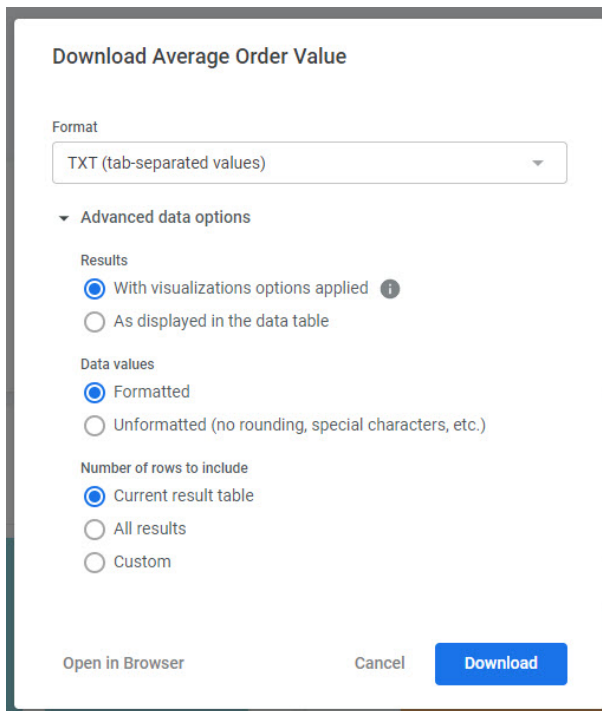 Download Average Order Value
Format
TXT (tab-separated values)
Advanced data options
Results
With visualizations options applied
As displayed in the data table
Data values
Formatted
Unformatted (no rounding, special characters, etc.)
Number of rows to include
Current result table
All results
Custom
Open in Browser Cancel Download